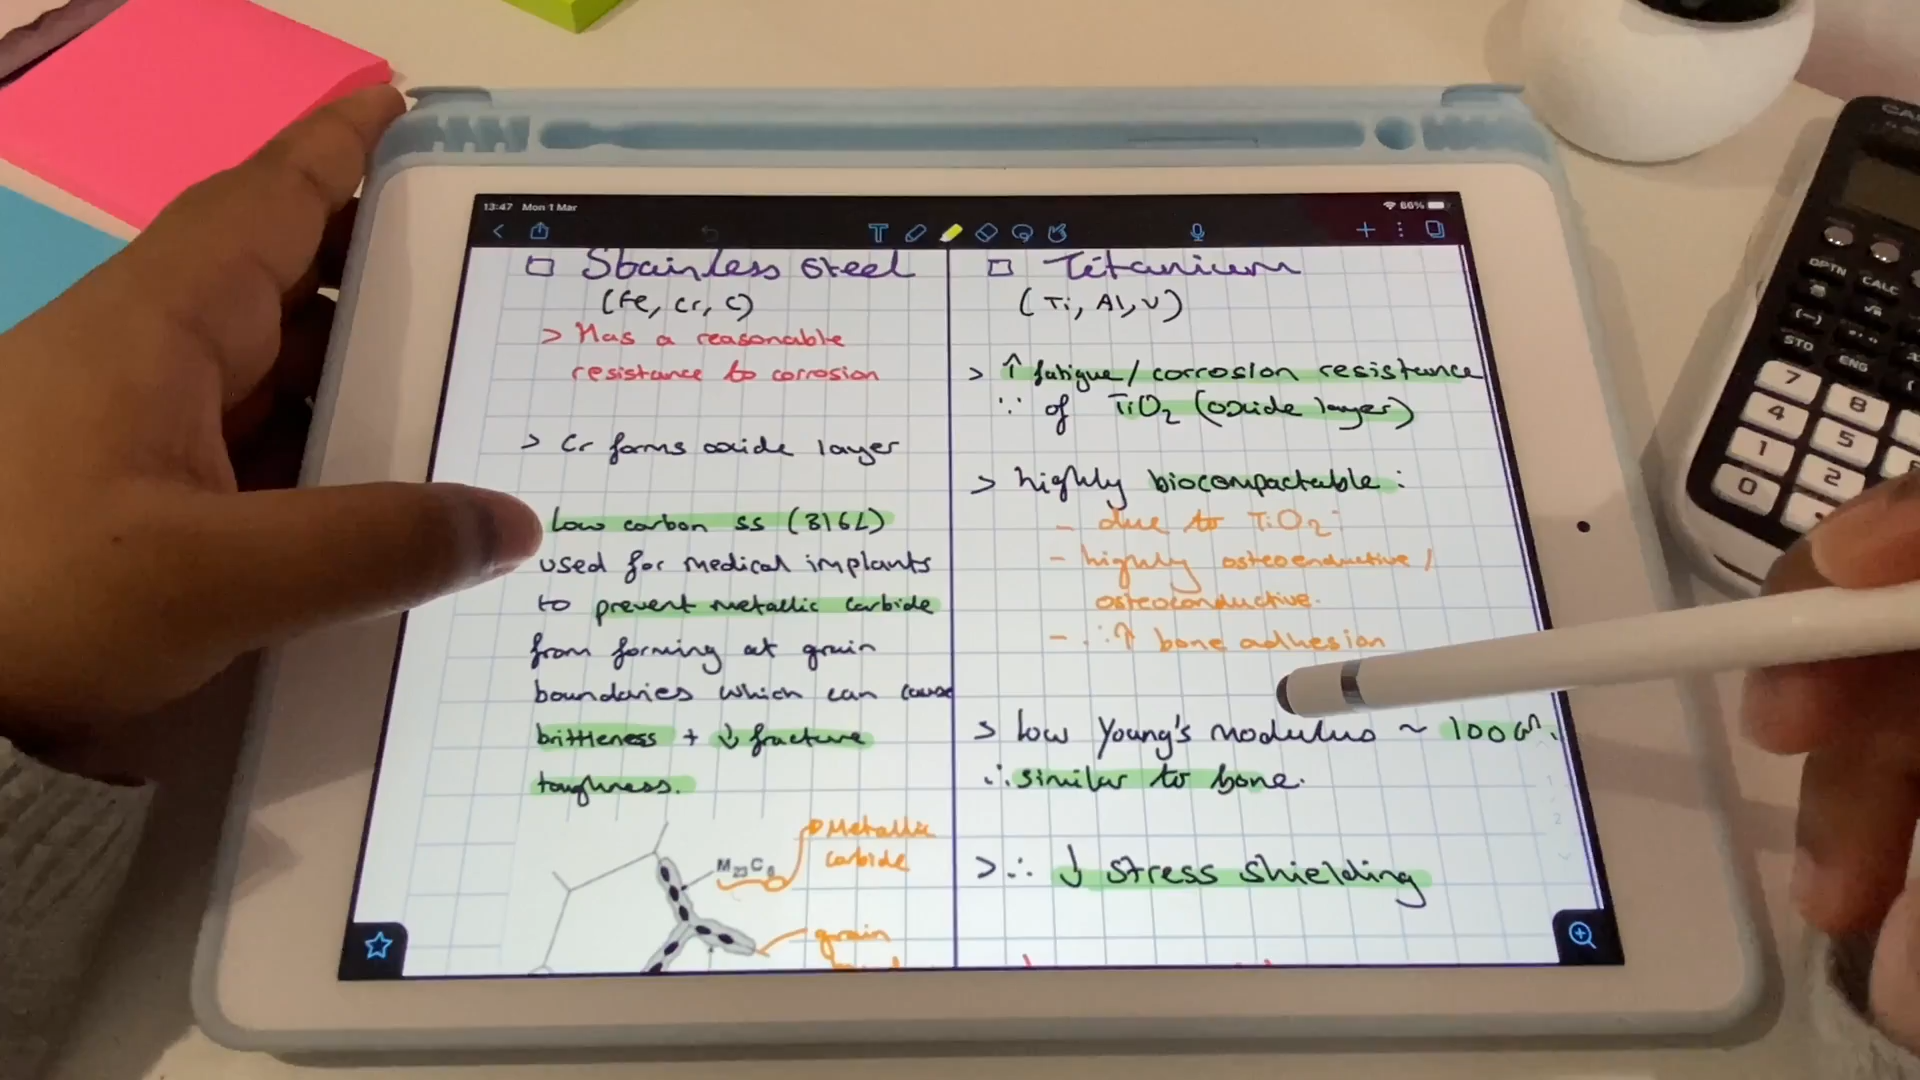 13:47 Mon 1 Mar
66%
Stainless Steel
(Fe, Cr, C)
> Has a reasonable
resistance to corrosion
> Cr forms oxide layer
Low carbon ss (316L)
used for medical implants
to prevent metallic carbide
from forming at grain
boundaries which can cause
brittleness + ↓ fracture
toughness.
Metallic
carbide
M23C6
grain
Titanium
(Ti, Al, V)
> ↑ fatigue/corrosion resistance
∵ of TiO2 (oxide layer)
> highly biocompactable:
- due to TiO2
- highly osteoenductive/
osteoconductive.
- ∴ ↑ bone adhesion
> low Young's modulus ~ 100 G
∴ similar to bone.
> ∴ ↓ stress shielding
OPTN
CALC
STO
ENG
(-)
7
8
4
5
1
2
0